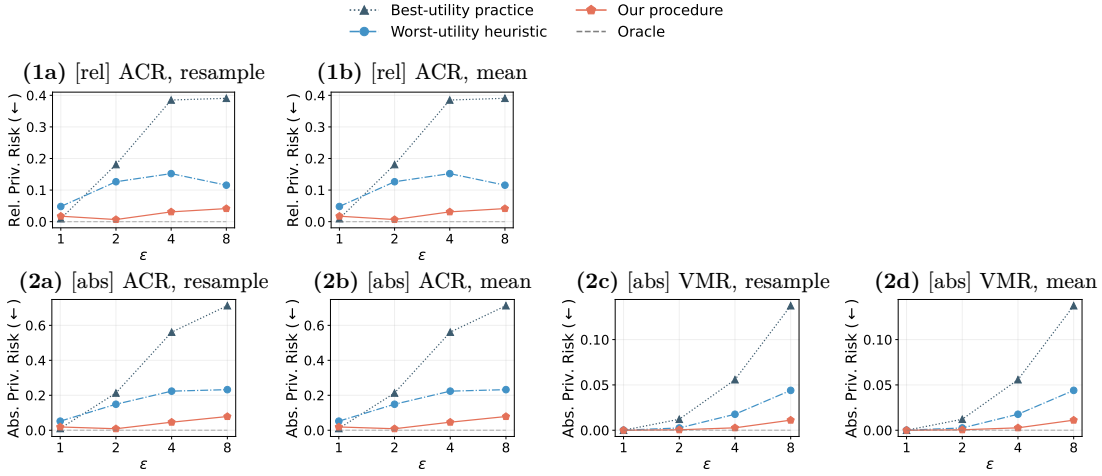 Best-utility practice
Worst-utility heuristic
Our procedure
Oracle
(1a) [rel] ACR, resample
Rel. Priv. Risk (←)
0.4
0.3
0.2
0.1
0.0
1 2 4 8
ε
(1b) [rel] ACR, mean
Rel. Priv. Risk (←)
0.4
0.3
0.2
0.1
0.0
1 2 4 8
ε
(2a) [abs] ACR, resample
Abs. Priv. Risk (←)
0.6
0.4
0.2
0.0
1 2 4 8
ε
(2b) [abs] ACR, mean
Abs. Priv. Risk (←)
0.6
0.4
0.2
0.0
1 2 4 8
ε
(2c) [abs] VMR, resample
Abs. Priv. Risk (←)
0.10
0.05
0.00
1 2 4 8
ε
(2d) [abs] VMR, mean
Abs. Priv. Risk (←)
0.10
0.05
0.00
1 2 4 8
ε